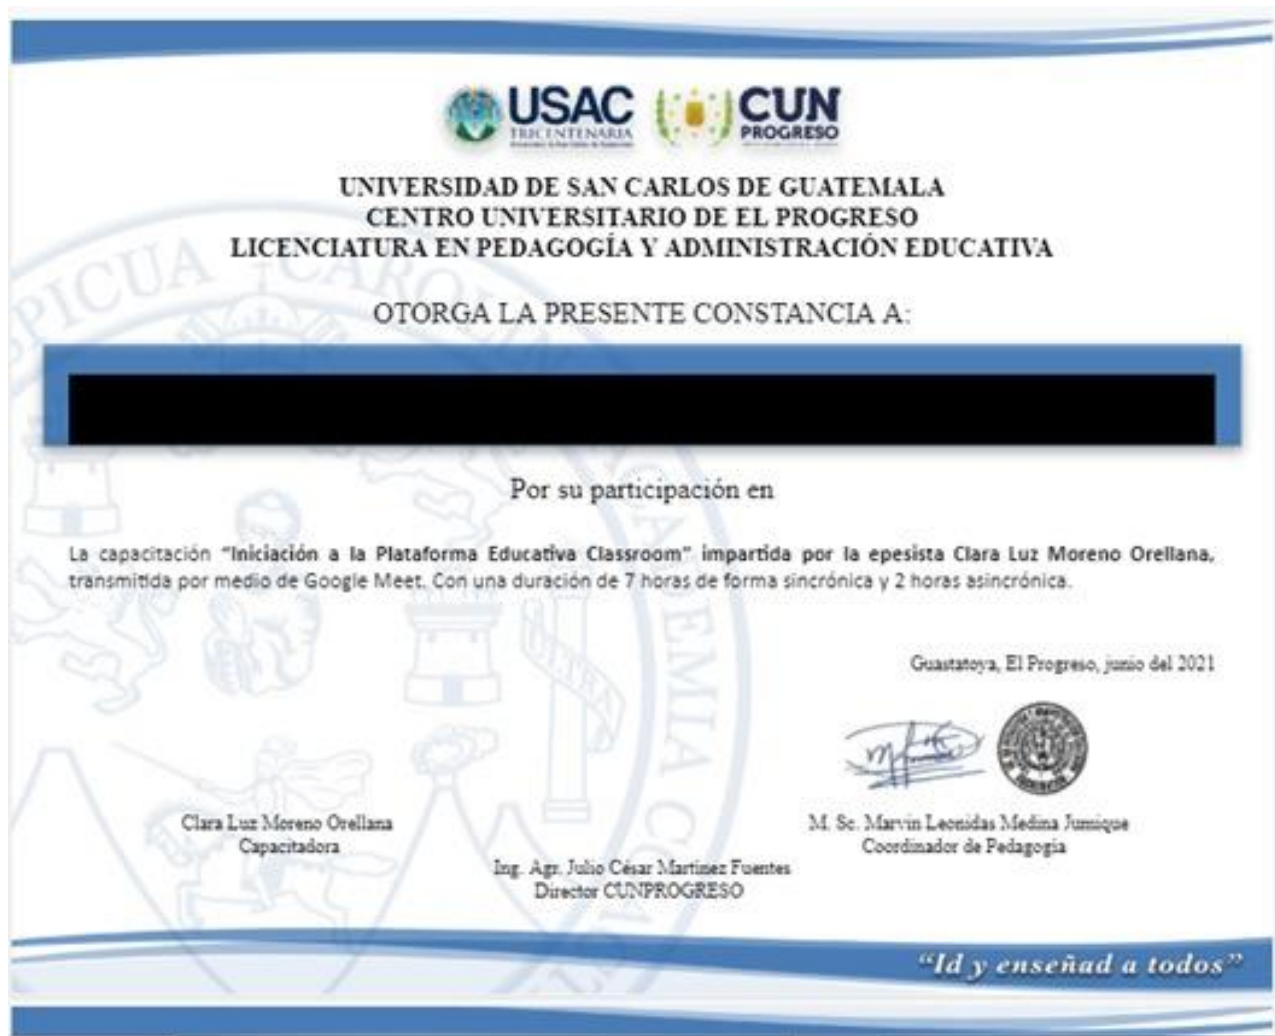 USAC
TRICENTENARIA
CUN
PROGRESO
UNIVERSIDAD DE SAN CARLOS DE GUATEMALA
CENTRO UNIVERSITARIO DE EL PROGRESO
LICENCIATURA EN PEDAGOGÍA Y ADMINISTRACIÓN EDUCATIVA
OTORGA LA PRESENTE CONSTANCIA A:
Por su participación en
La capacitación "Iniciación a la Plataforma Educativa Classroom" impartida por la epesista Clara Luz Moreno Orellana,
transmitida por medio de Google Meet. Con una duración de 7 horas de forma sincrónica y 2 horas asincrónica.
Guastatoya, El Progreso, junio del 2021
Clara Luz Moreno Orellana
Capacitadora
M. Sc. Marvin Leonidas Medina Jumique
Coordinador de Pedagogía
Ing. Agr. Julio César Martinez Fuentes
Director CUNPROGRESO
"Id y enseñad a todos"